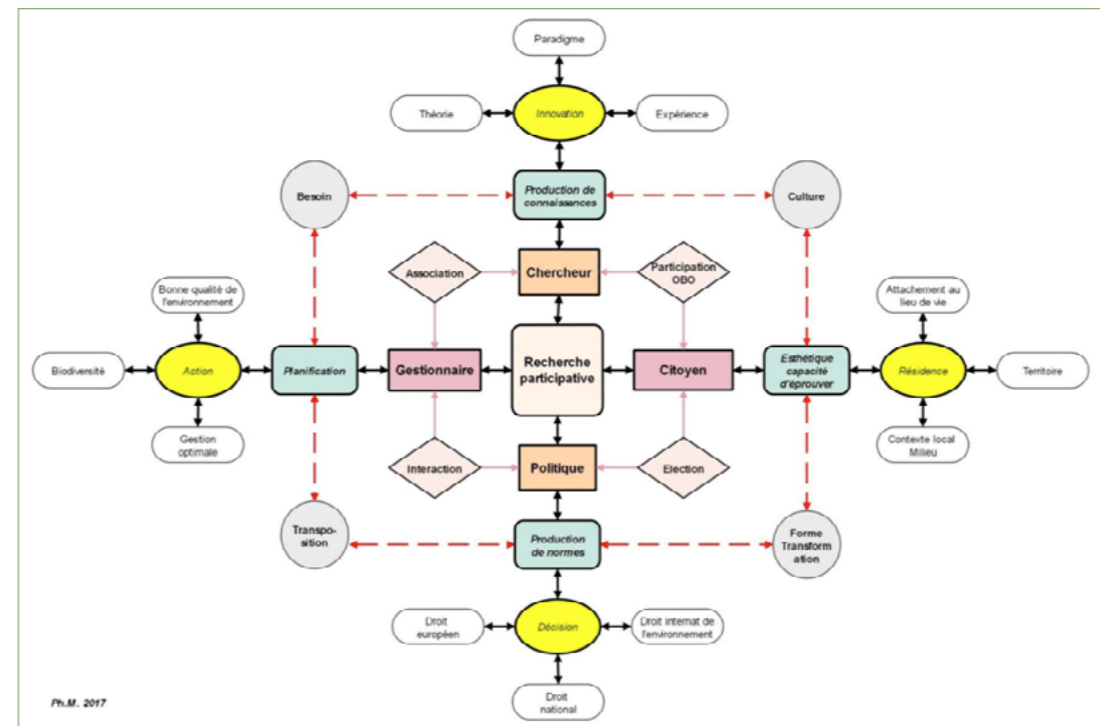 Paradigme
Théorie
Innovation
Expérience
Besoin
Production de
connaissances
Culture
Association
Chercheur
Participation
OBO
Bonne qualité de
l'environnement
Attachement au
lieu de vie
Biodiversité
Action
Planification
Gestionnaire
Recherche
participative
Citoyen
Esthétique
capacité
d'éprouver
Résidence
Territoire
Gestion
optimale
Contexte local
Milieu
Interaction
Politique
Election
Transpo-
sition
Production
de normes
Forme
Transform
ation
Droit
européen
Décision
Droit internat de
l'environnement
Droit
national
Ph.M. 2017